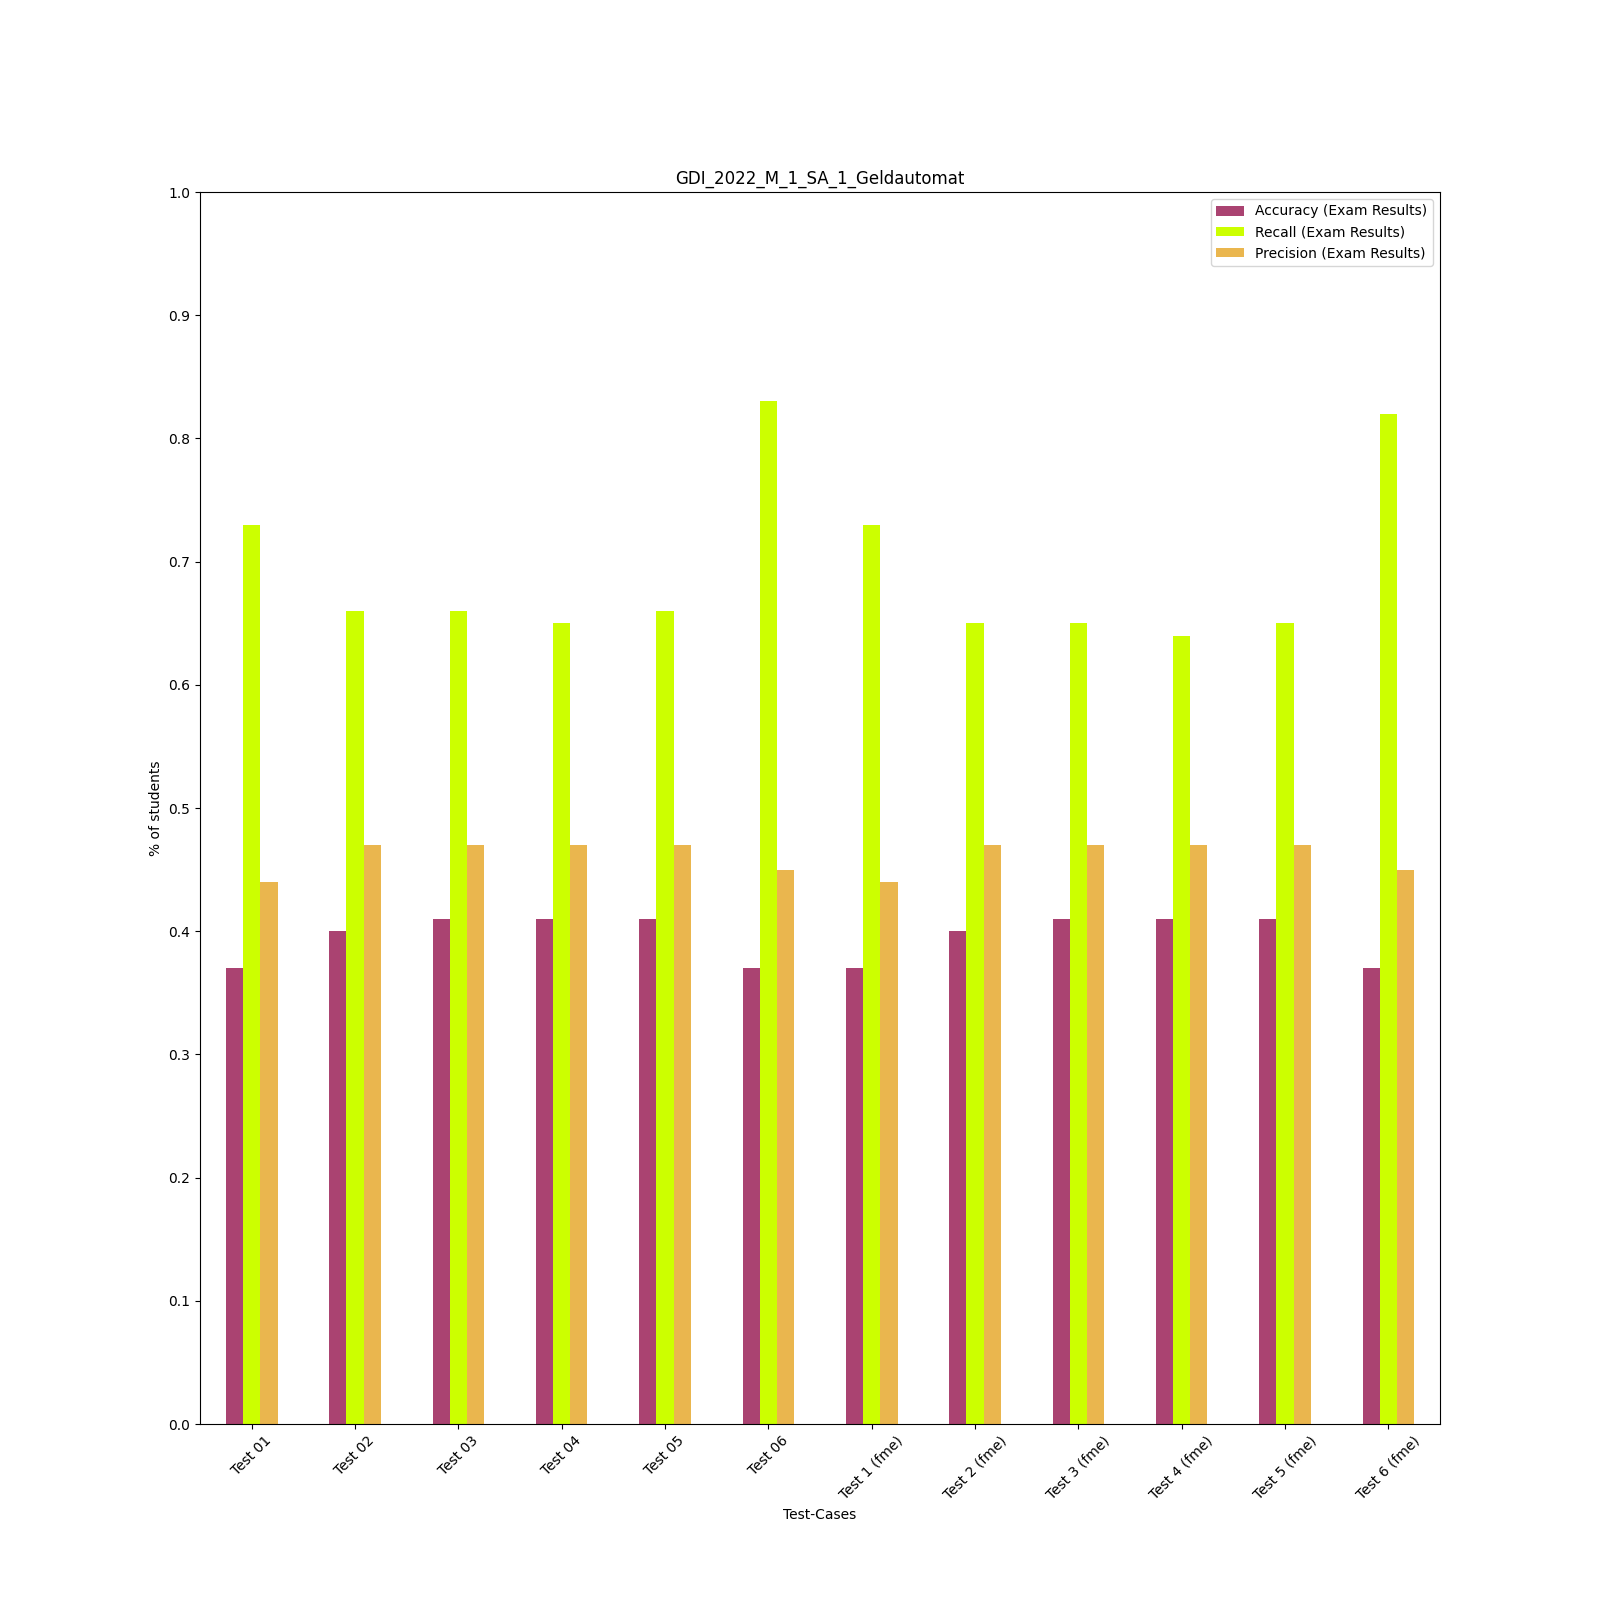 GDI_2022_M_1_SA_1_Geldautomat
Accuracy (Exam Results)
Recall (Exam Results)
Precision (Exam Results)
1.0
0.9
0.8
0.7
0.6
0.5
0.4
0.3
0.2
0.1
0.0
% of students
Test 01
Test 02
Test 03
Test 04
Test 05
Test 06
Test 1 (fme)
Test 2 (fme)
Test 3 (fme)
Test 4 (fme)
Test 5 (fme)
Test 6 (fme)
Test-Cases